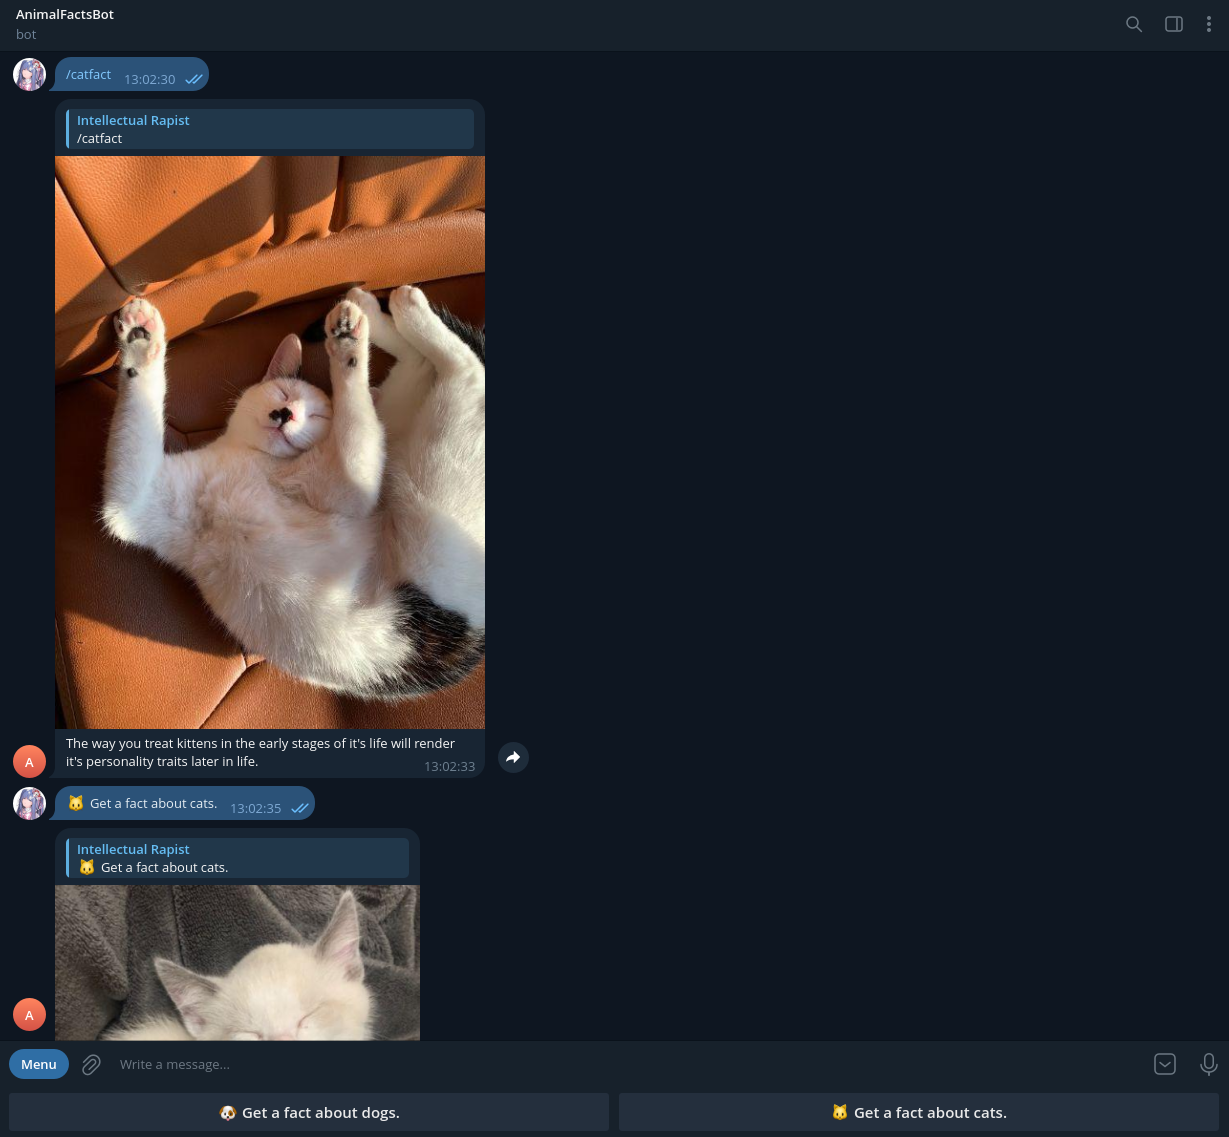 AnimalFactsBot
bot
/catfact 13:02:30
Intellectual Rapist
/catfact
The way you treat kittens in the early stages of it's life will render
it's personality traits later in life.
13:02:33
A
🐱 Get a fact about cats. 13:02:35
Intellectual Rapist
🐱 Get a fact about cats.
A
Menu
Write a message...
🐶 Get a fact about dogs.
🐱 Get a fact about cats.